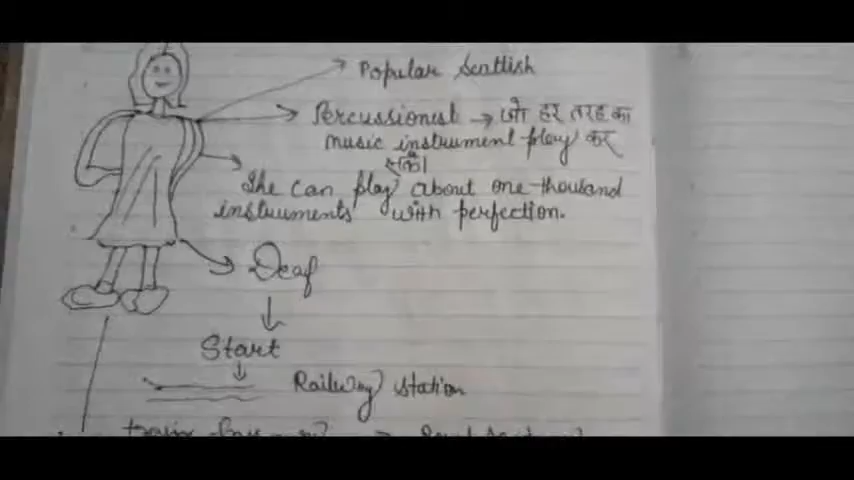 Popular Scottish
Percussionist → जो हर तरह का
music instrument play कर
सके।
She can play about one-thousand
instruments with perfection.
Deaf
Start
Railway station
train